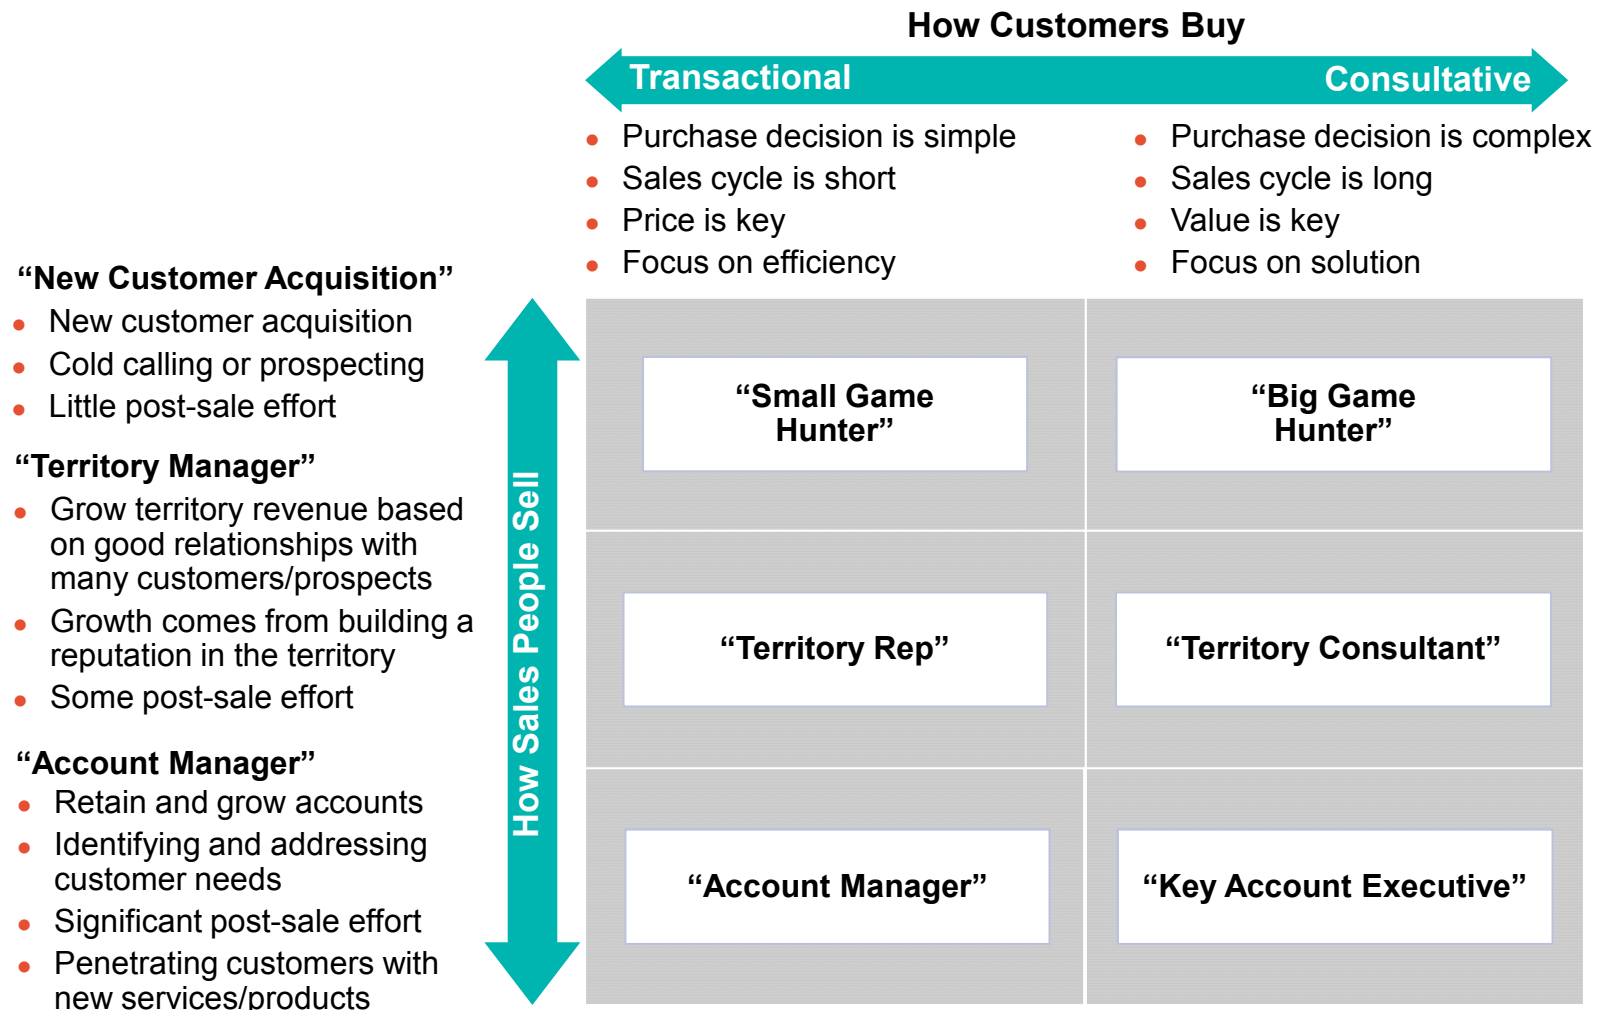 How Customers Buy
Transactional
Consultative
Purchase decision is simple
Sales cycle is short
Price is key
Focus on efficiency
Purchase decision is complex
Sales cycle is long
Value is key
Focus on solution
“New Customer Acquisition”
New customer acquisition
Cold calling or prospecting
Little post-sale effort
“Territory Manager”
Grow territory revenue based
on good relationships with
many customers/prospects
Growth comes from building a
reputation in the territory
Some post-sale effort
“Account Manager”
Retain and grow accounts
Identifying and addressing
customer needs
Significant post-sale effort
Penetrating customers with
new services/products
How Sales People Sell
“Small Game
Hunter”
“Big Game
Hunter”
“Territory Rep”
“Territory Consultant”
“Account Manager”
“Key Account Executive”